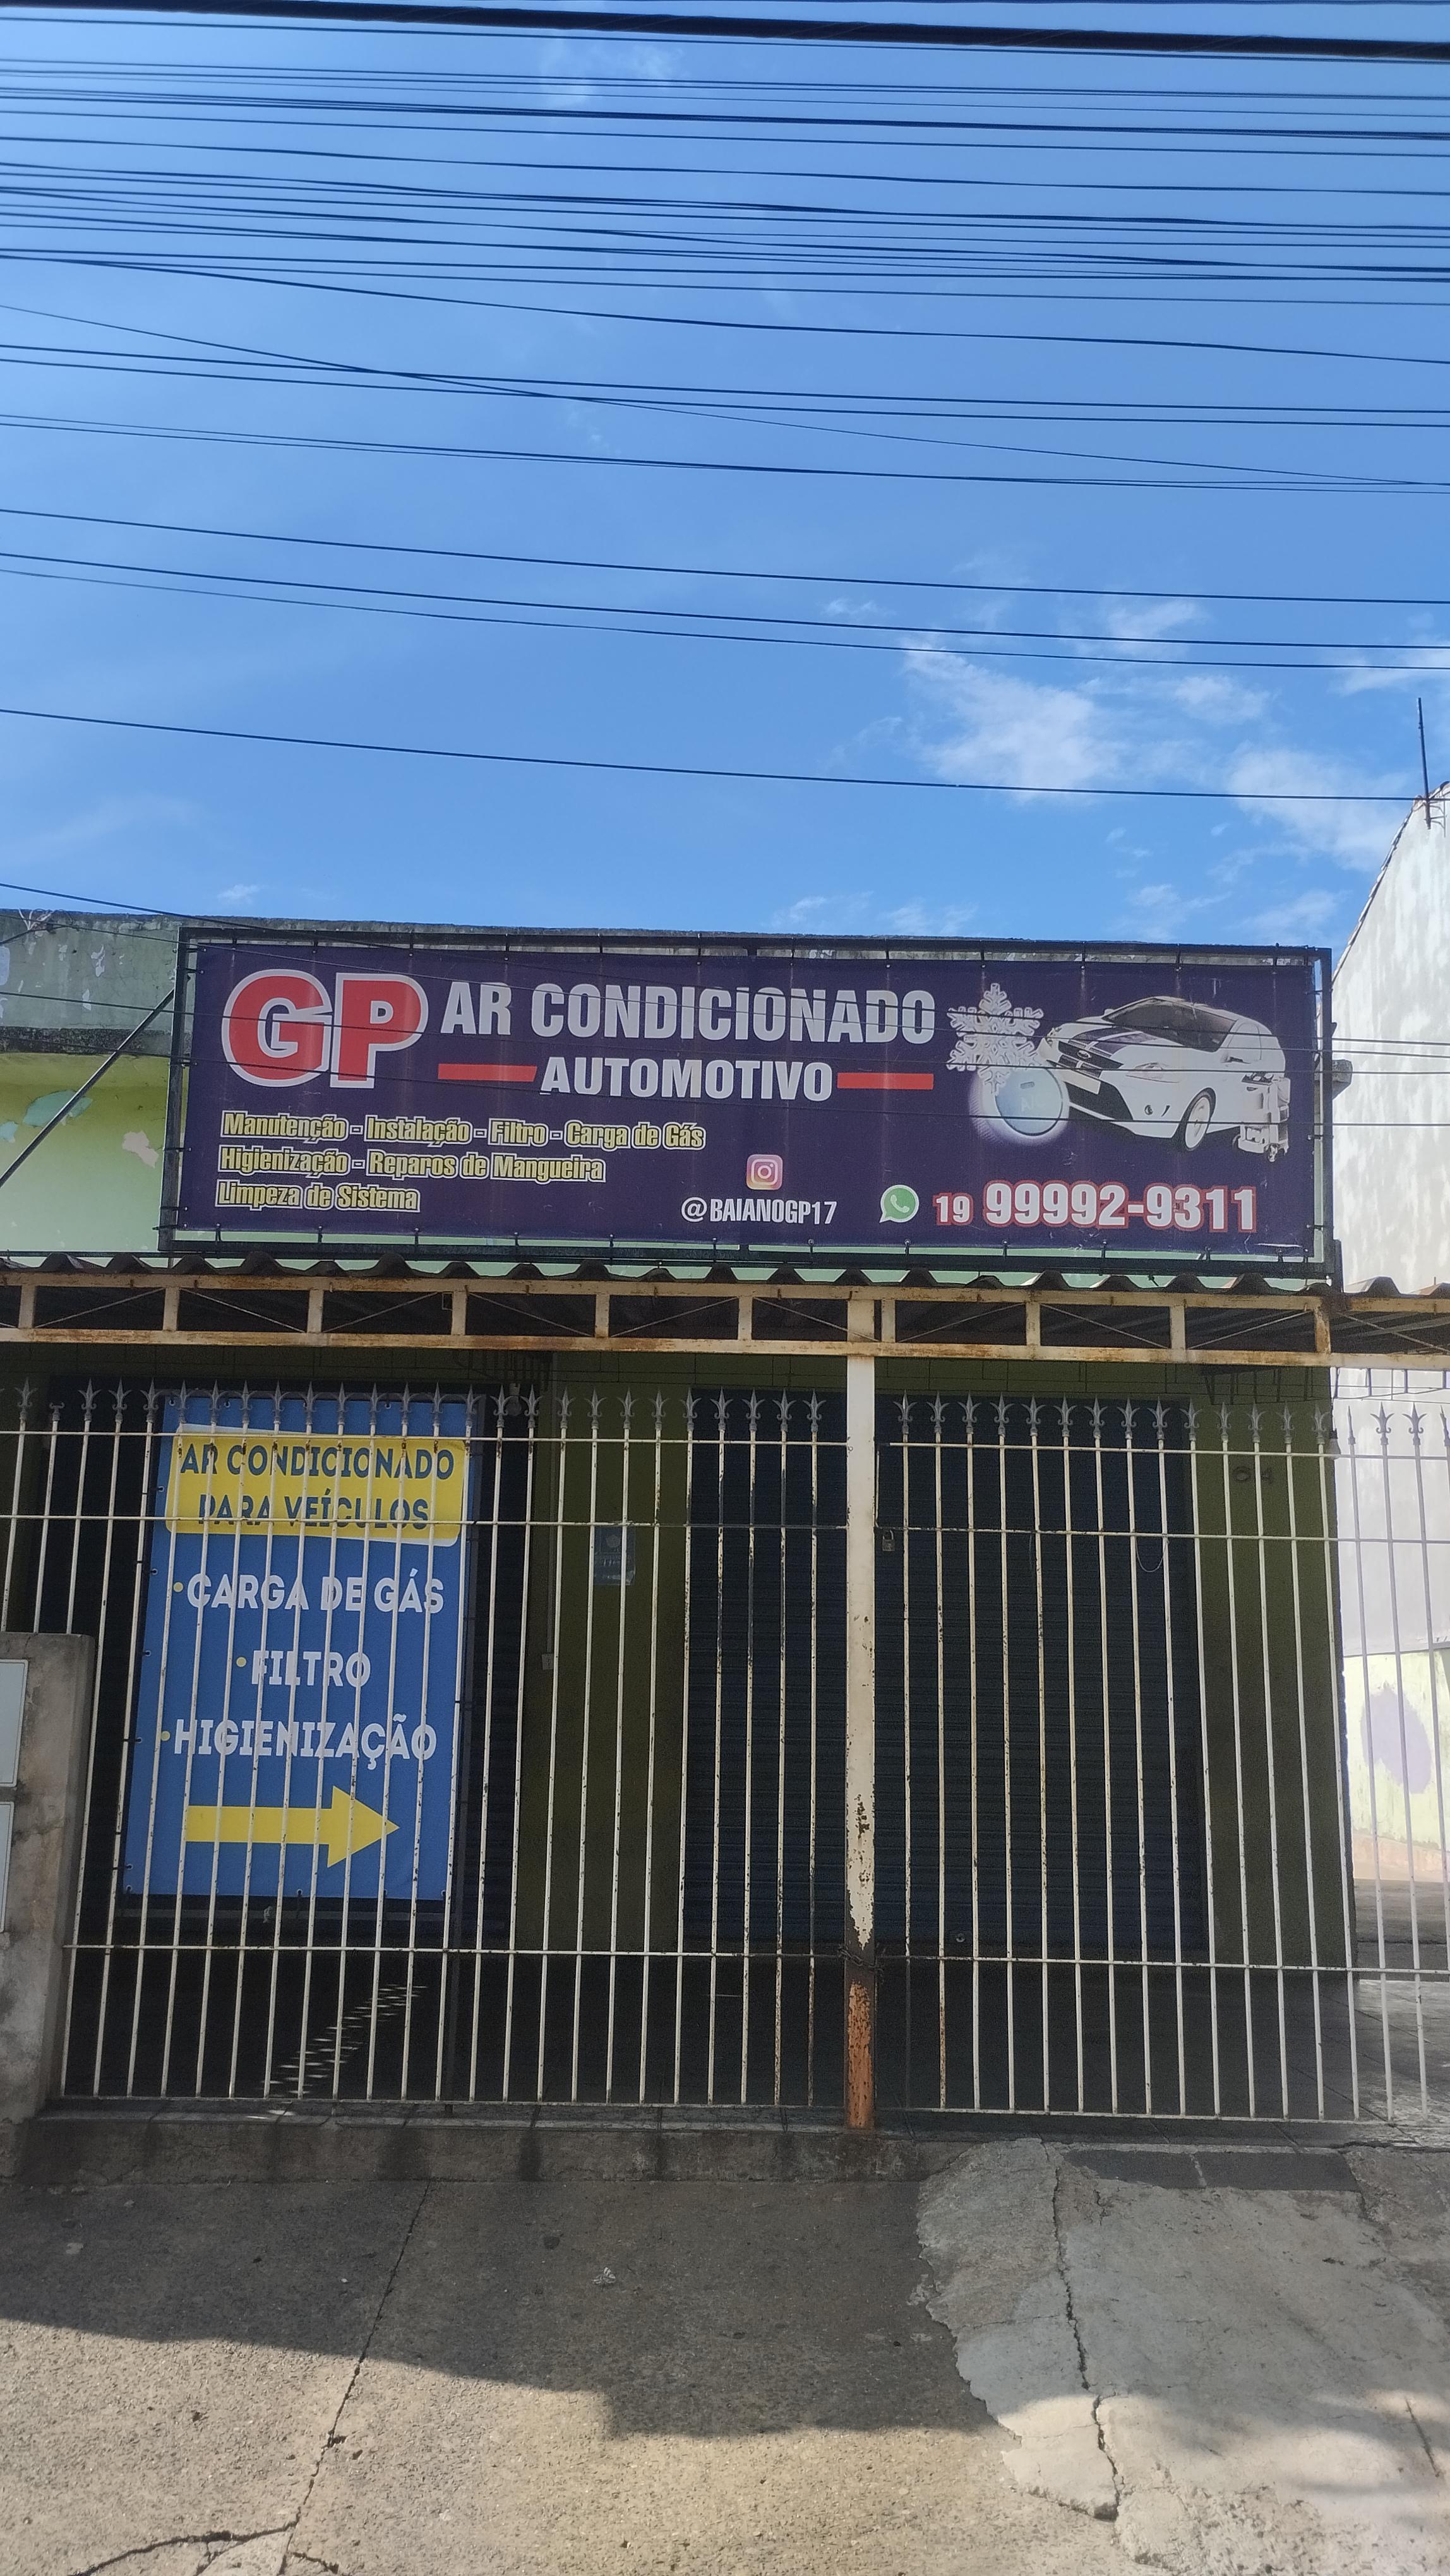 GP AR CONDICIONADO
AUTOMOTIVO
Manutenção - Instalação - Filtro - Carga de Gás
Higienização - Reparos de Mangueira
Limpeza de Sistema
@BAIANOGP17
19 99992-9311
AR CONDICIONADO
PARA VEÍCULOS
•CARGA DE GÁS
•FILTRO
•HIGIENIZAÇÃO